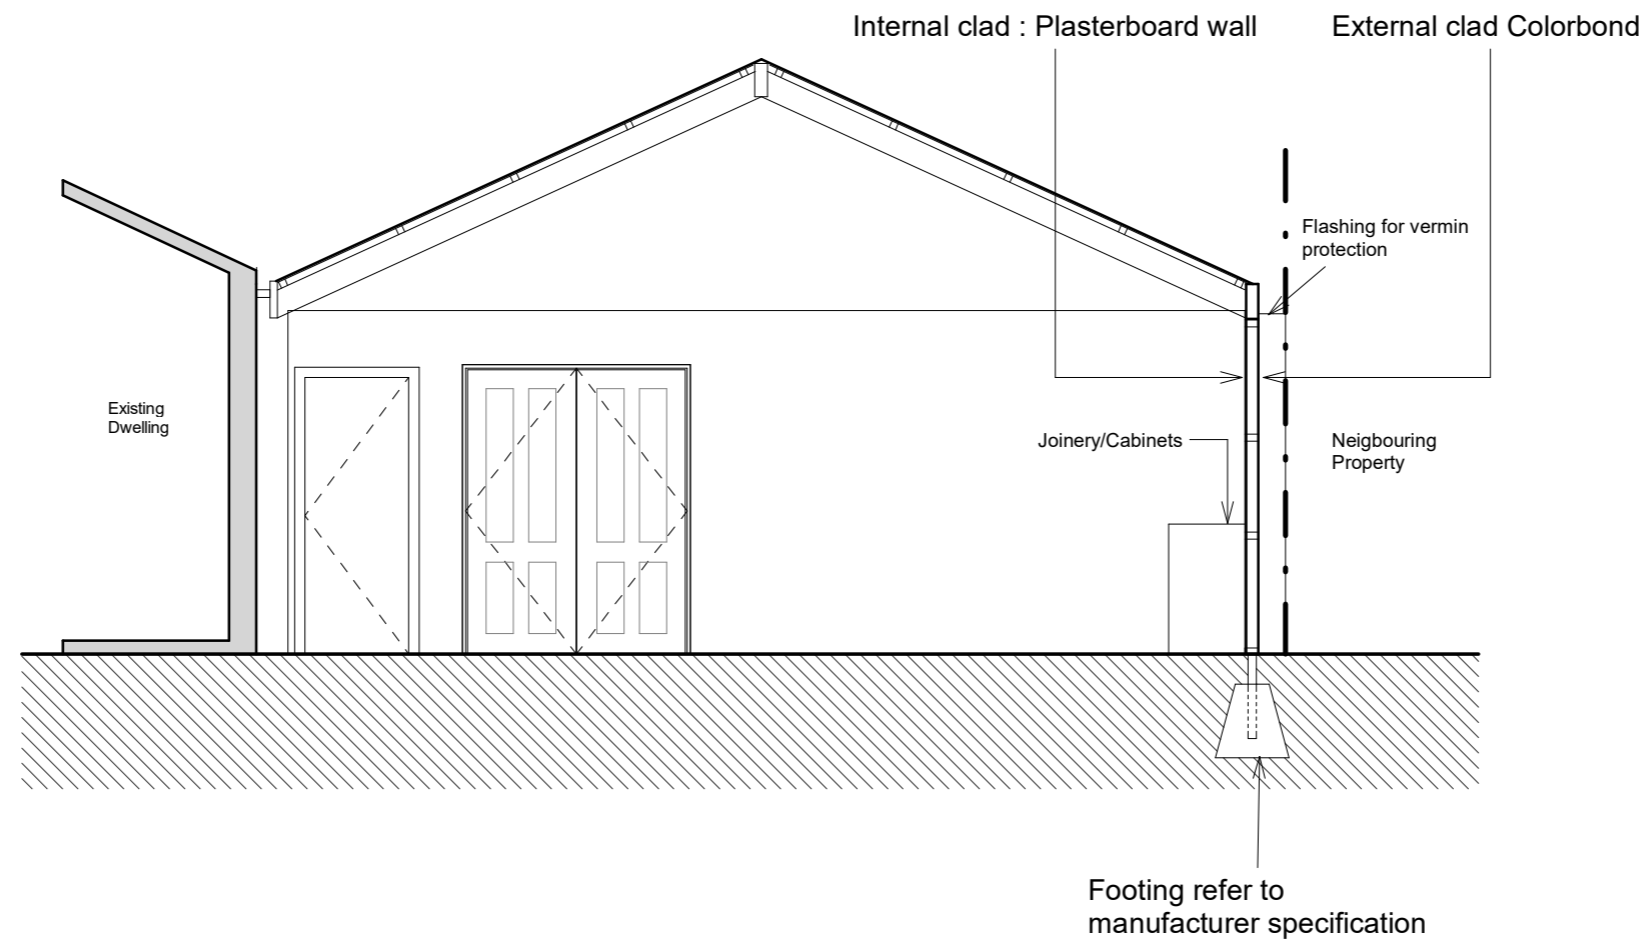 Internal clad : Plasterboard wall
External clad Colorbond
Flashing for vermin
protection
Existing
Dwelling
Joinery/Cabinets
Neigbouring
Property
Footing refer to
manufacturer specification